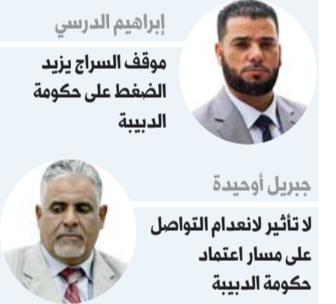 إبراهيم الدرسي
موقف السراج يزيد
الضغط على حكومة
الدبيبة
جبريل أوحيدة
لا تأثير لانعدام التواصل
على مسار اعتماد
حكومة الدبيبة